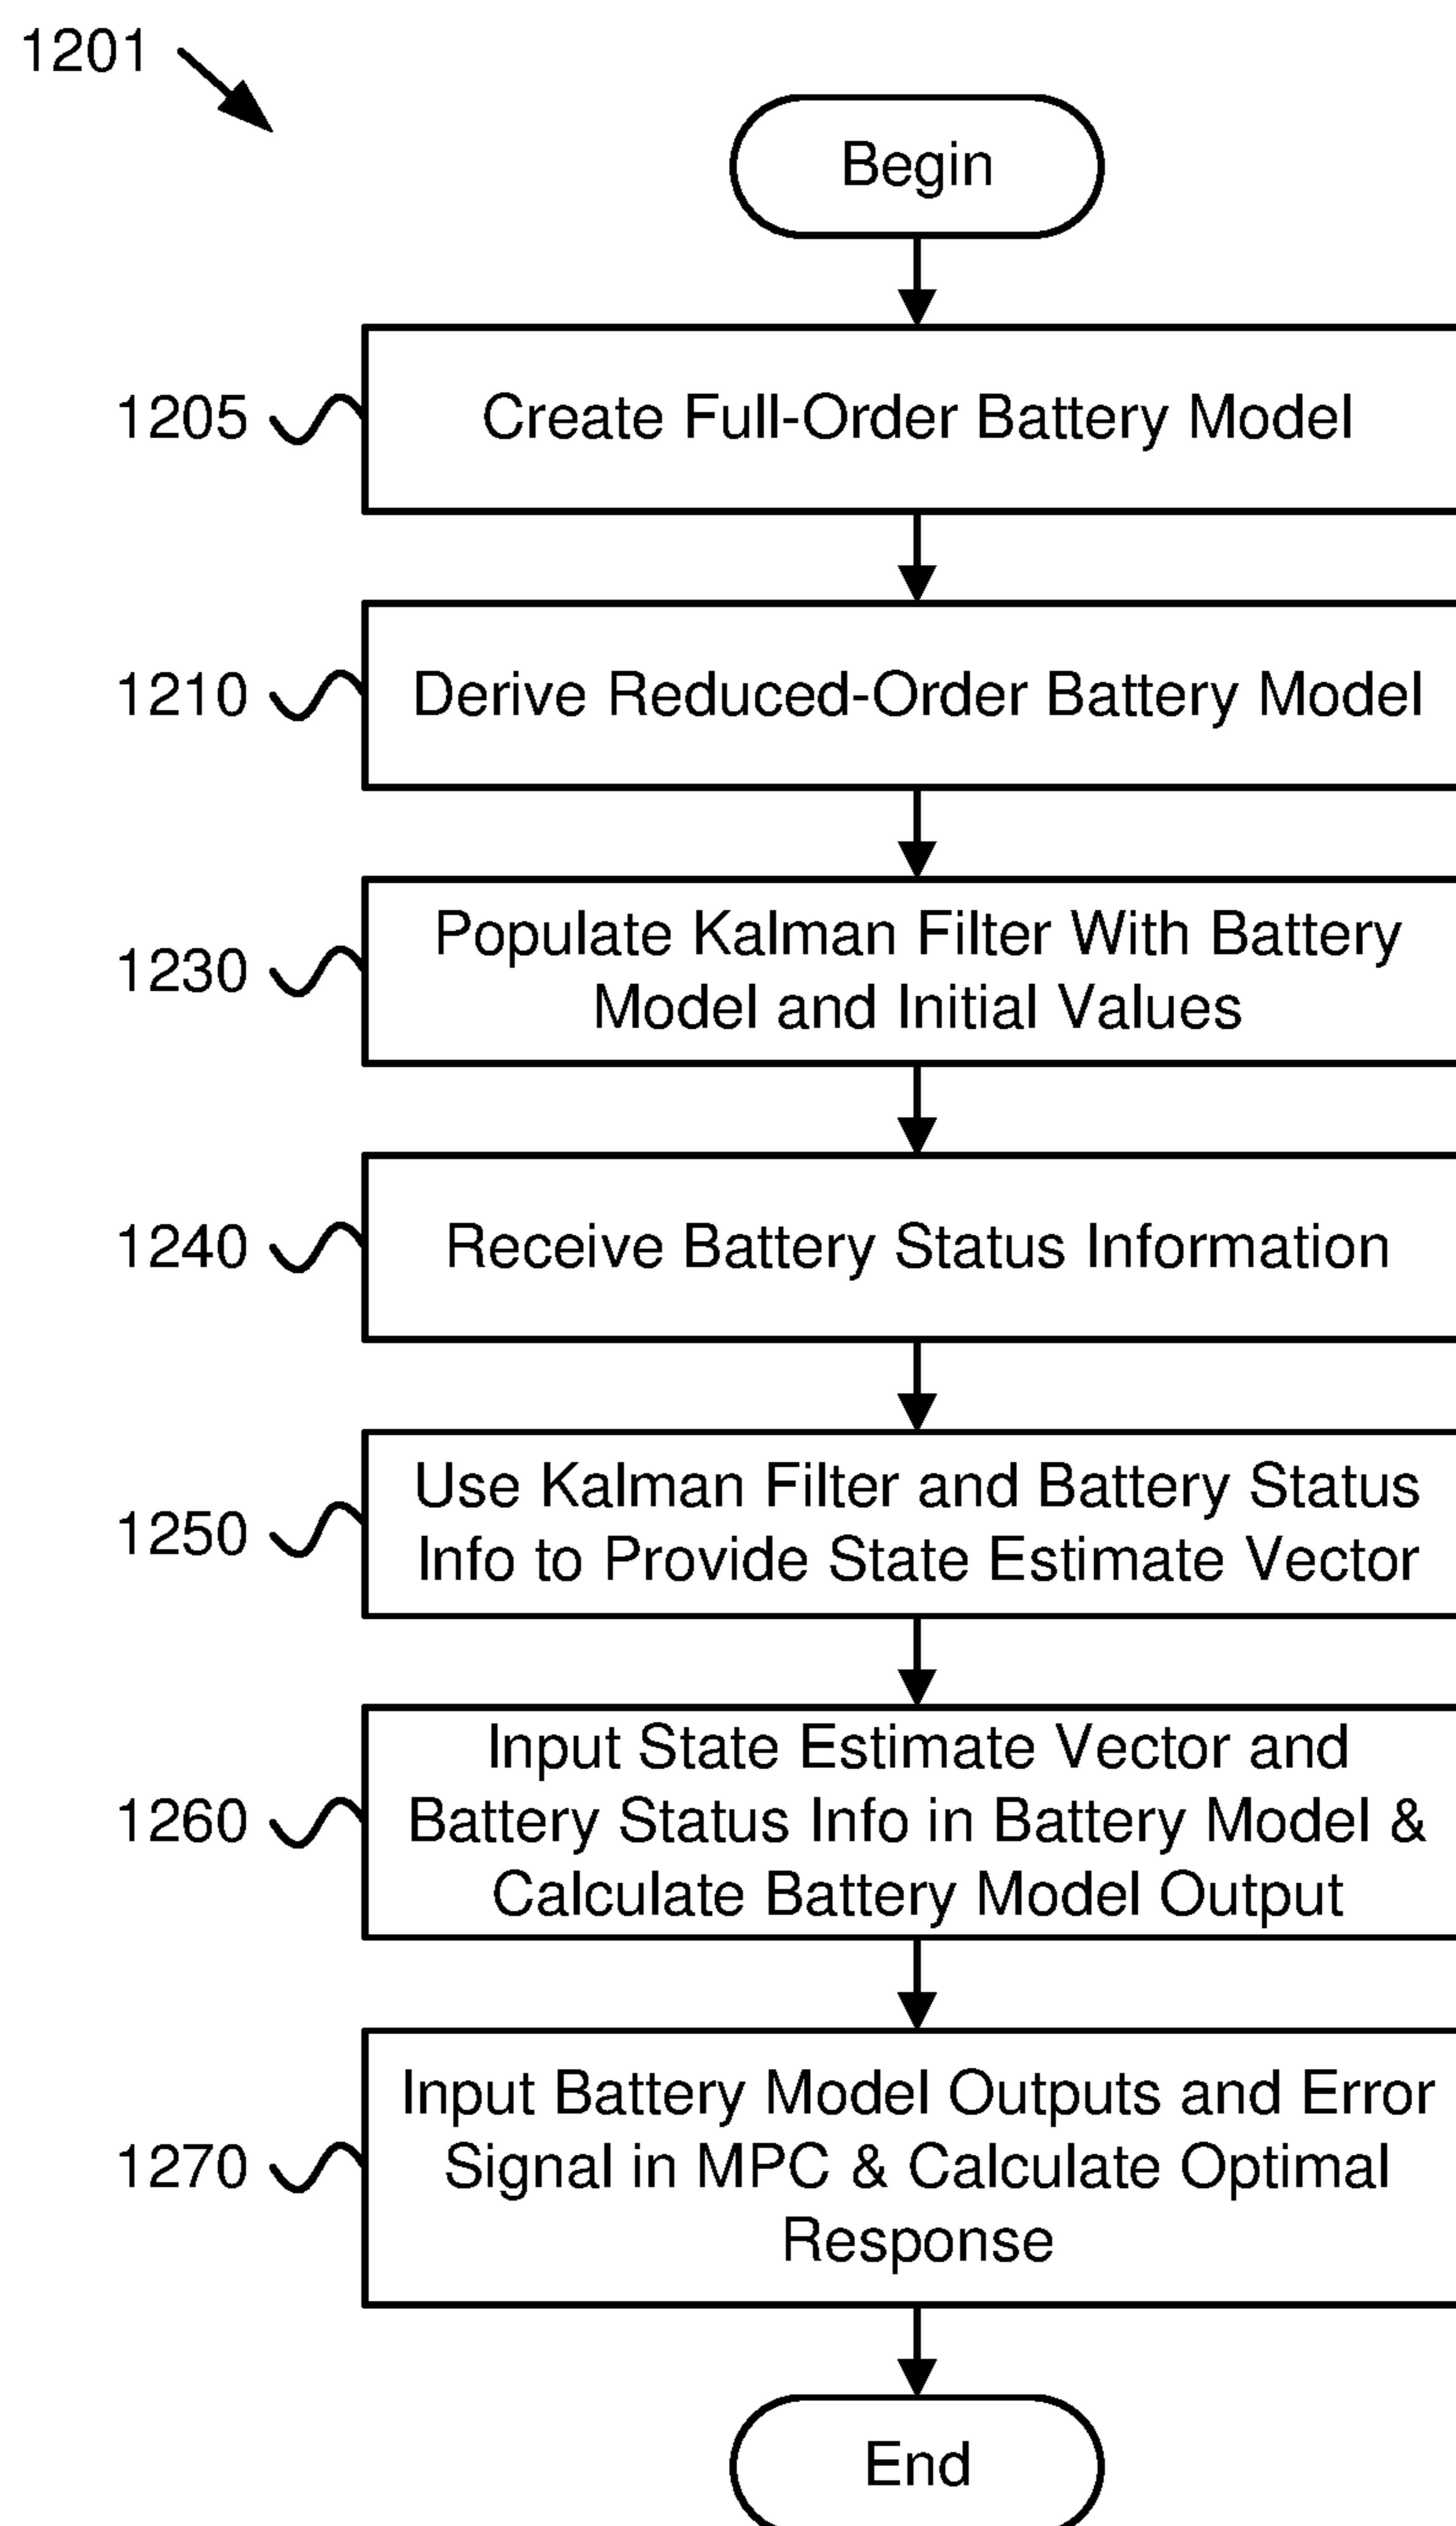 1201
Begin
1205
Create Full-Order Battery Model
1210
Derive Reduced-Order Battery Model
1230
Populate Kalman Filter With Battery
Model and Initial Values
1240
Receive Battery Status Information
1250
Use Kalman Filter and Battery Status
Info to Provide State Estimate Vector
1260
Input State Estimate Vector and
Battery Status Info in Battery Model &
Calculate Battery Model Output
1270
Input Battery Model Outputs and Error
Signal in MPC & Calculate Optimal
Response
End